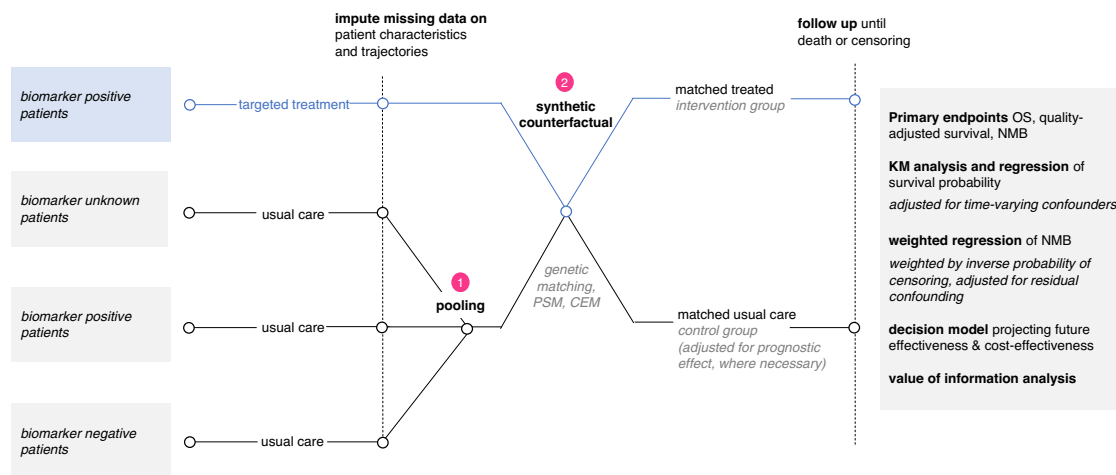 impute missing data on
patient characteristics
and trajectories
follow up until
death or censoring
biomarker positive
patients
targeted treatment
2
synthetic
counterfactual
matched treated
intervention group
biomarker unknown
patients
usual care
biomarker positive
patients
usual care
1
pooling
genetic
matching,
PSM, CEM
matched usual care
control group
(adjusted for prognostic
effect, where necessary)
biomarker negative
patients
usual care
Primary endpoints OS, quality-
adjusted survival, NMB
KM analysis and regression of
survival probability
adjusted for time-varying confounders
weighted regression of NMB
weighted by inverse probability of
censoring, adjusted for residual
confounding
decision model projecting future
effectiveness & cost-effectiveness
value of information analysis